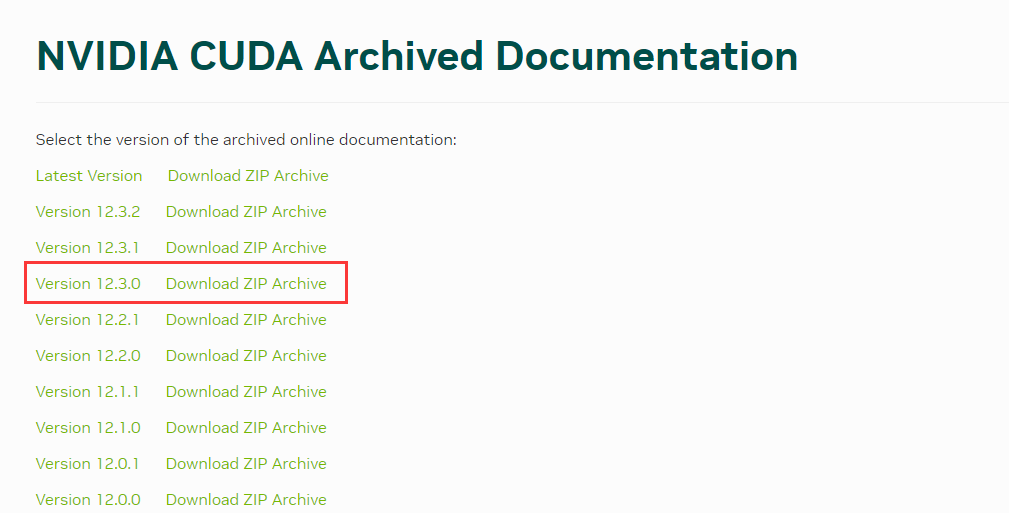 NVIDIA CUDA Archived Documentation
Select the version of the archived online documentation:
Latest Version Download ZIP Archive
Version 12.3.2 Download ZIP Archive
Version 12.3.1 Download ZIP Archive
Version 12.3.0 Download ZIP Archive
Version 12.2.1 Download ZIP Archive
Version 12.2.0 Download ZIP Archive
Version 12.1.1 Download ZIP Archive
Version 12.1.0 Download ZIP Archive
Version 12.0.1 Download ZIP Archive
Version 12.0.0 Download ZIP Archive